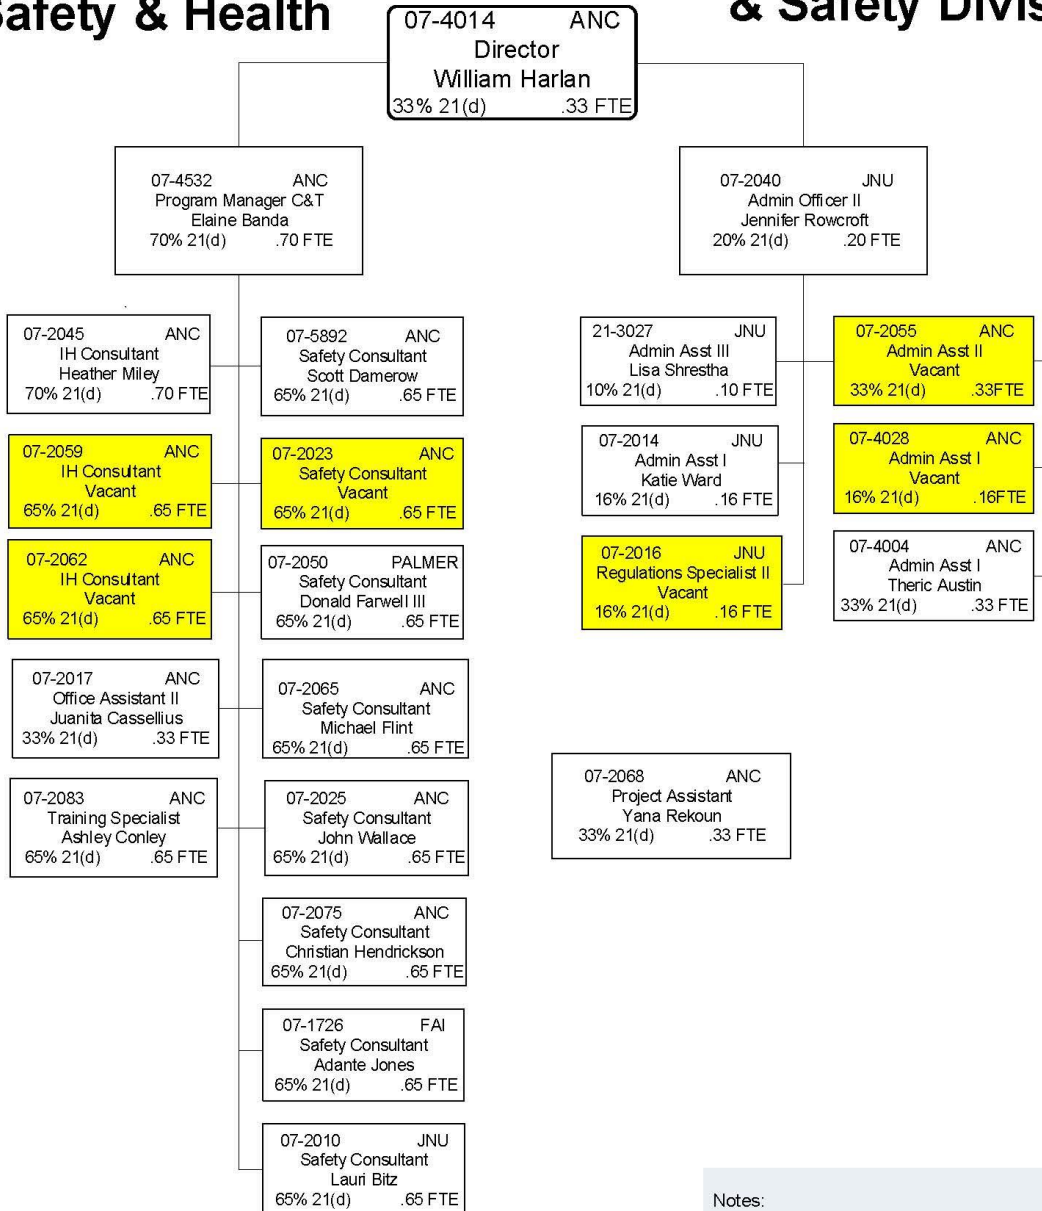 Safety & Health
& Safety Divis
07-4014 ANC
Director
William Harlan
33% 21(d) .33 FTE
07-4532 ANC
Program Manager C&T
Elaine Banda
70% 21(d) .70 FTE
07-2040 JNU
Admin Officer II
Jennifer Rowcroft
20% 21(d) .20 FTE
07-2045 ANC
IH Consultant
Heather Miley
70% 21(d) .70 FTE
07-5892 ANC
Safety Consultant
Scott Damerow
65% 21(d) .65 FTE
21-3027 JNU
Admin Asst III
Lisa Shrestha
10% 21(d) .10 FTE
07-2055 ANC
Admin Asst II
Vacant
33% 21(d) .33FTE
07-2059 ANC
IH Consultant
Vacant
65% 21(d) .65 FTE
07-2023 ANC
Safety Consultant
Vacant
65% 21(d) .65 FTE
07-2014 JNU
Admin Asst I
Katie Ward
16% 21(d) .16 FTE
07-4028 ANC
Admin Asst I
Vacant
16% 21(d) .16FTE
07-2062 ANC
IH Consultant
Vacant
65% 21(d) .65 FTE
07-2050 PALMER
Safety Consultant
Donald Farwell III
65% 21(d) .65 FTE
07-2016 JNU
Regulations Specialist II
Vacant
16% 21(d) .16 FTE
07-4004 ANC
Admin Asst I
Theric Austin
33% 21(d) .33 FTE
07-2017 ANC
Office Assistant II
Juanita Cassellius
33% 21(d) .33 FTE
07-2065 ANC
Safety Consultant
Michael Flint
65% 21(d) .65 FTE
07-2083 ANC
Training Specialist
Ashley Conley
65% 21(d) .65 FTE
07-2025 ANC
Safety Consultant
John Wallace
65% 21(d) .65 FTE
07-2068 ANC
Project Assistant
Yana Rekoun
33% 21(d) .33 FTE
07-2075 ANC
Safety Consultant
Christian Hendrickson
65% 21(d) .65 FTE
07-1726 FAI
Safety Consultant
Adante Jones
65% 21(d) .65 FTE
07-2010 JNU
Safety Consultant
Lauri Bitz
65% 21(d) .65 FTE
Notes: